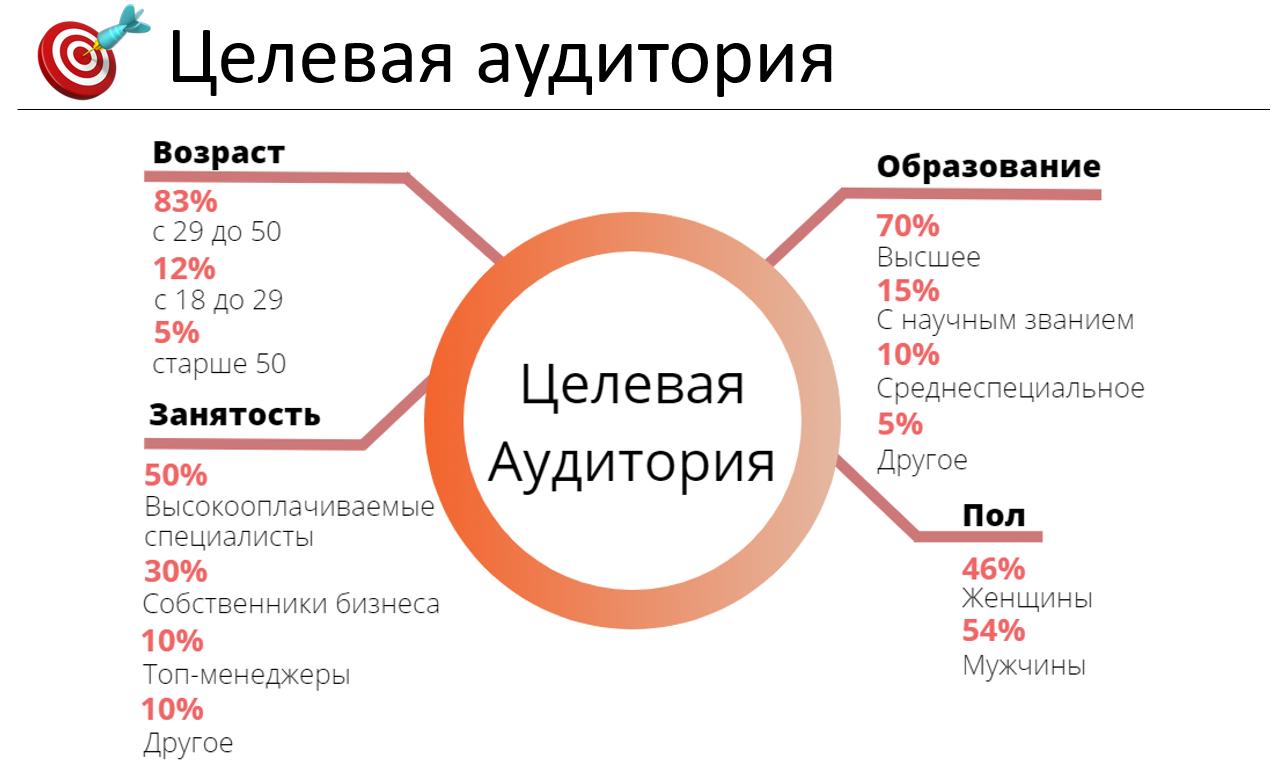 Целевая аудитория
Возраст
83%
с 29 до 50
12%
с 18 до 29
5%
старше 50
Занятость
50%
Высокооплачиваемые
специалисты
30%
Собственники бизнеса
10%
Топ-менеджеры
10%
Другое
Целевая
Аудитория
Образование
70%
Высшее
15%
С научным званием
10%
Среднеспециальное
5%
Другое
Пол
46%
Женщины
54%
Мужчины